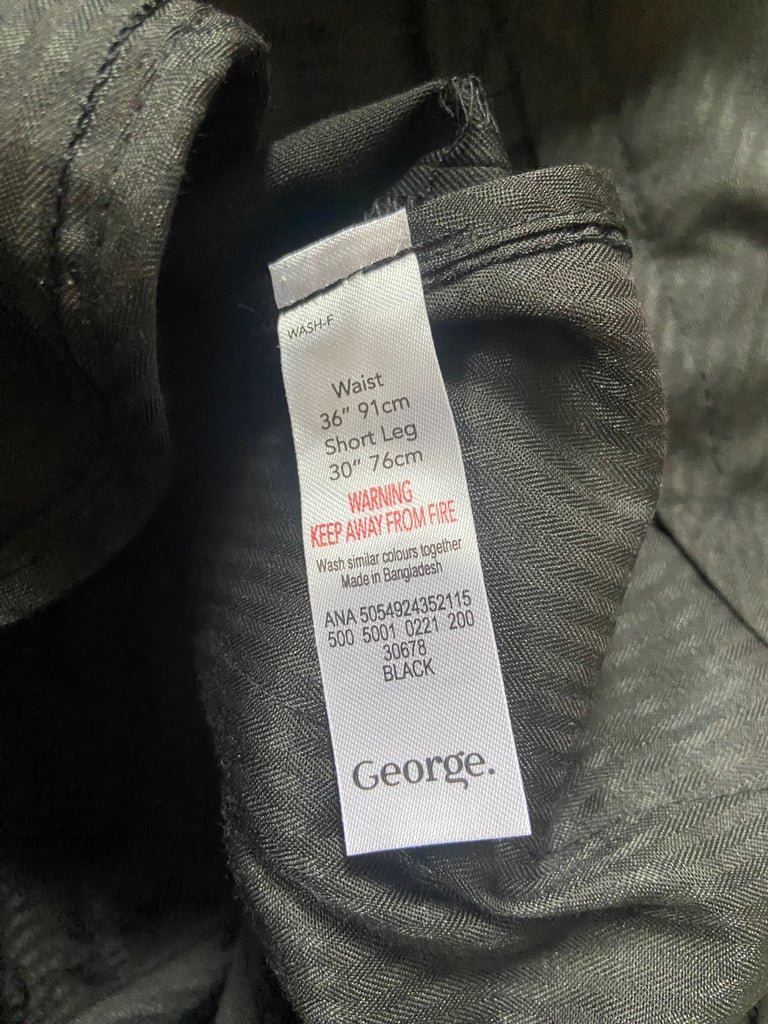 WASH-F
Waist
36" 91cm
Short Leg
30" 76cm
WARNING
KEEP AWAY FROM FIRE
Wash similar colours together
Made in Bangladesh
ANA 5054924352115
500 5001 0221 200
30678
BLACK
George.